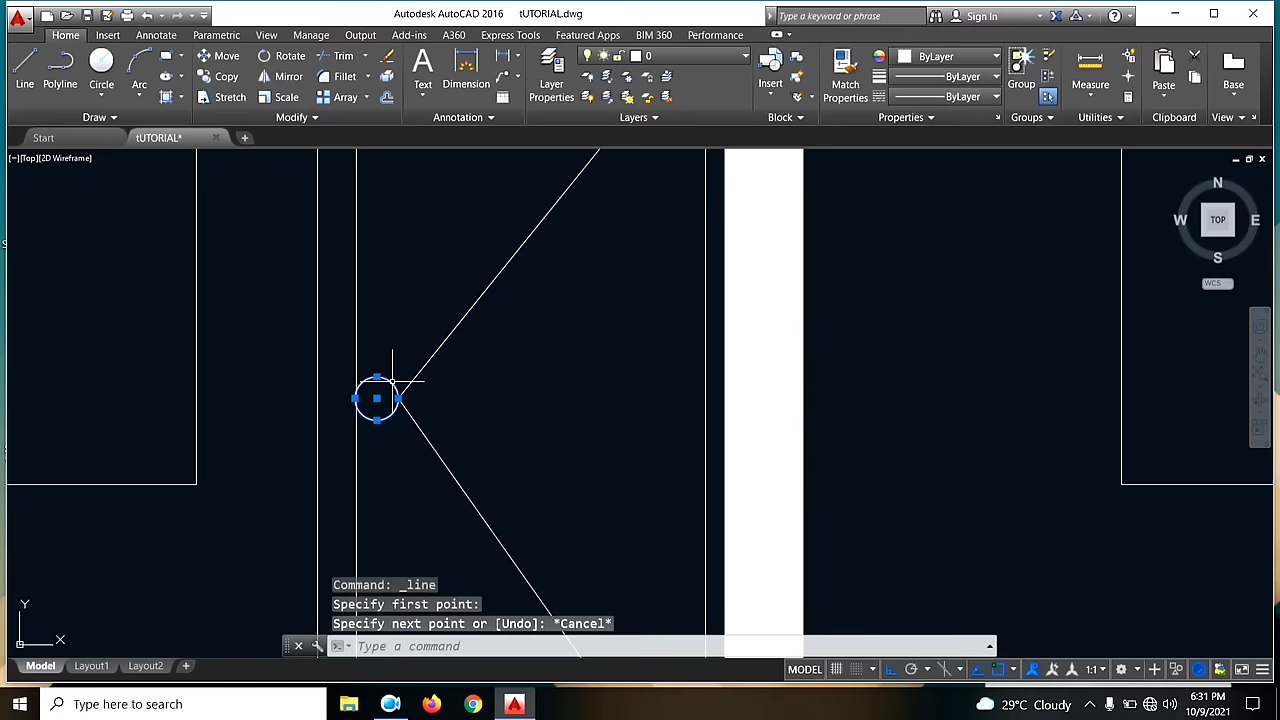 Autodesk AutoCAD 2016 tUTORIAL.dwg
Type a keyword or phrase
Sign In
Home Insert Annotate Parametric View Manage Output Add-ins A360 Express Tools Featured Apps BIM 360 Performance
Line Polyline Circle Arc
Move Rotate Trim
Copy Mirror Fillet
Stretch Scale Array
Text Dimension
Layer Properties
0
Insert
Match Properties
ByLayer
ByLayer
ByLayer
Group Measure Paste Base
Draw Modify Annotation Layers Block Properties Groups Utilities Clipboard View
Start tUTORIAL*
[−][Top][2D Wireframe]
N
W TOP E
S
WCS
Command: _line
Specify first point:
Specify next point or [Undo]: *Cancel*
Type a command
Y
X
Model Layout1 Layout2
MODEL 1:1
Type here to search
29°C Cloudy
6:31 PM
10/9/2021